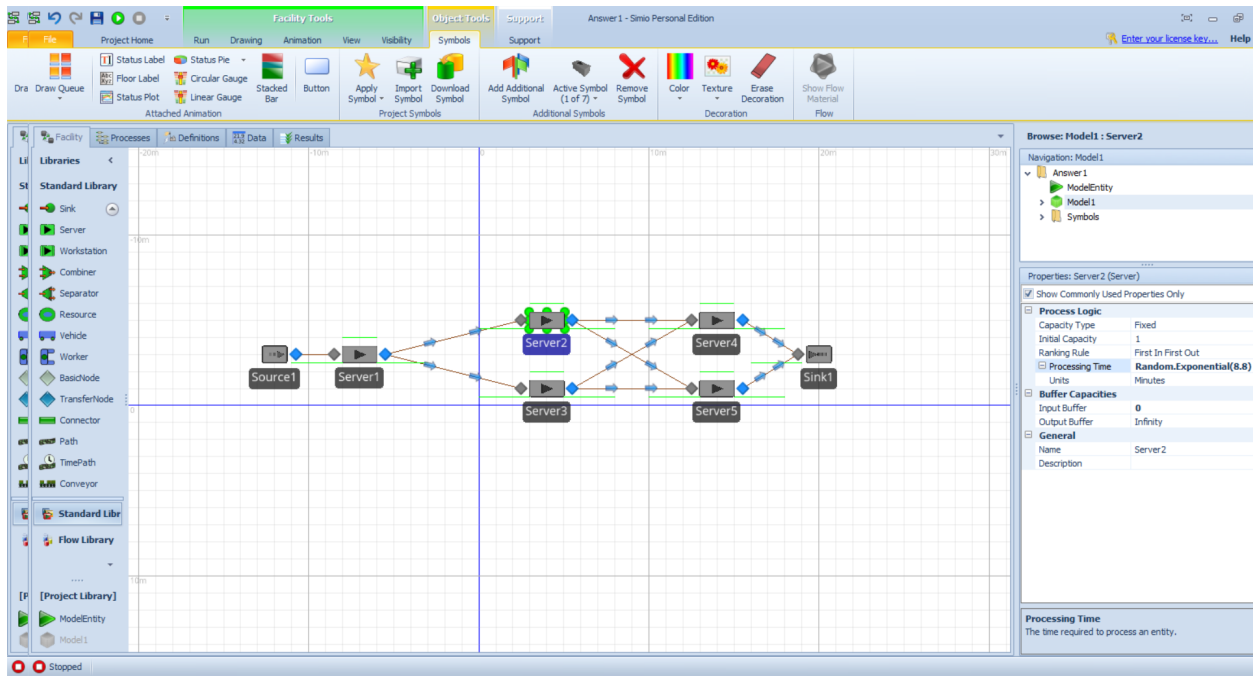 Facility Tools
Object Tools
Support
Answer1 - Simio Personal Edition
F
File
Project Home
Run
Drawing
Animation
View
Visibility
Symbols
Support
Enter your license key...
Help
Dra
Draw Queue
Status Label
Floor Label
Status Plot
Status Pie
Circular Gauge
Linear Gauge
Stacked
Bar
Button
Attached Animation
Apply
Symbol
Import
Symbol
Download
Symbol
Project Symbols
Add Additional
Symbol
Active Symbol
(1 of 7)
Remove
Symbol
Additional Symbols
Color
Texture
Erase
Decoration
Decoration
Show Flow
Material
Flow
Facility
Processes
Definitions
Data
Results
Li
Libraries
St
Standard Library
Sink
Server
Workstation
Combiner
Separator
Resource
Vehicle
Worker
BasicNode
TransferNode
Connector
Path
TimePath
Conveyor
Standard Libr
Flow Library
[P
[Project Library]
ModelEntity
Model1
-20m
-10m
0
10m
20m
30m
-10m
0
10m
Source1
Server1
Server2
Server3
Server4
Server5
Sink1
Browse: Model1 : Server2
Navigation: Model1
Answer1
ModelEntity
Model1
Symbols
Properties: Server2 (Server)
Show Commonly Used Properties Only
Process Logic
Capacity Type Fixed
Initial Capacity 1
Ranking Rule First In First Out
Processing Time Random.Exponential(8.8)
Units Minutes
Buffer Capacities
Input Buffer 0
Output Buffer Infinity
General
Name Server2
Description
Processing Time
The time required to process an entity.
Stopped